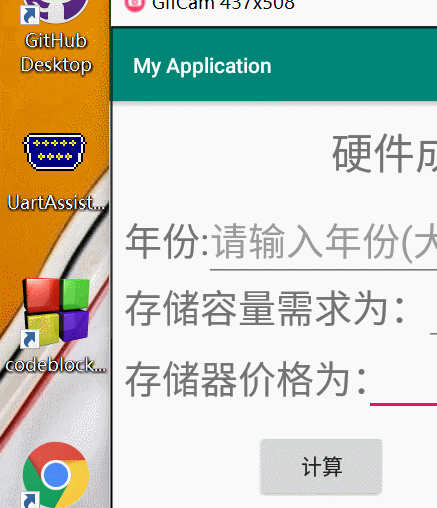 GifCam 437x508
GitHub
Desktop
My Application
硬件成
UartAssist...
年份:请输入年份(大
存储容量需求为：
codeblock...
存储器价格为：
计算